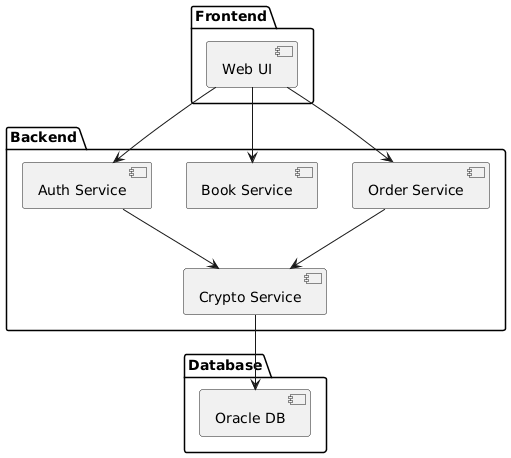 Frontend
Web UI
Backend
Auth Service
Book Service
Order Service
Crypto Service
Database
Oracle DB